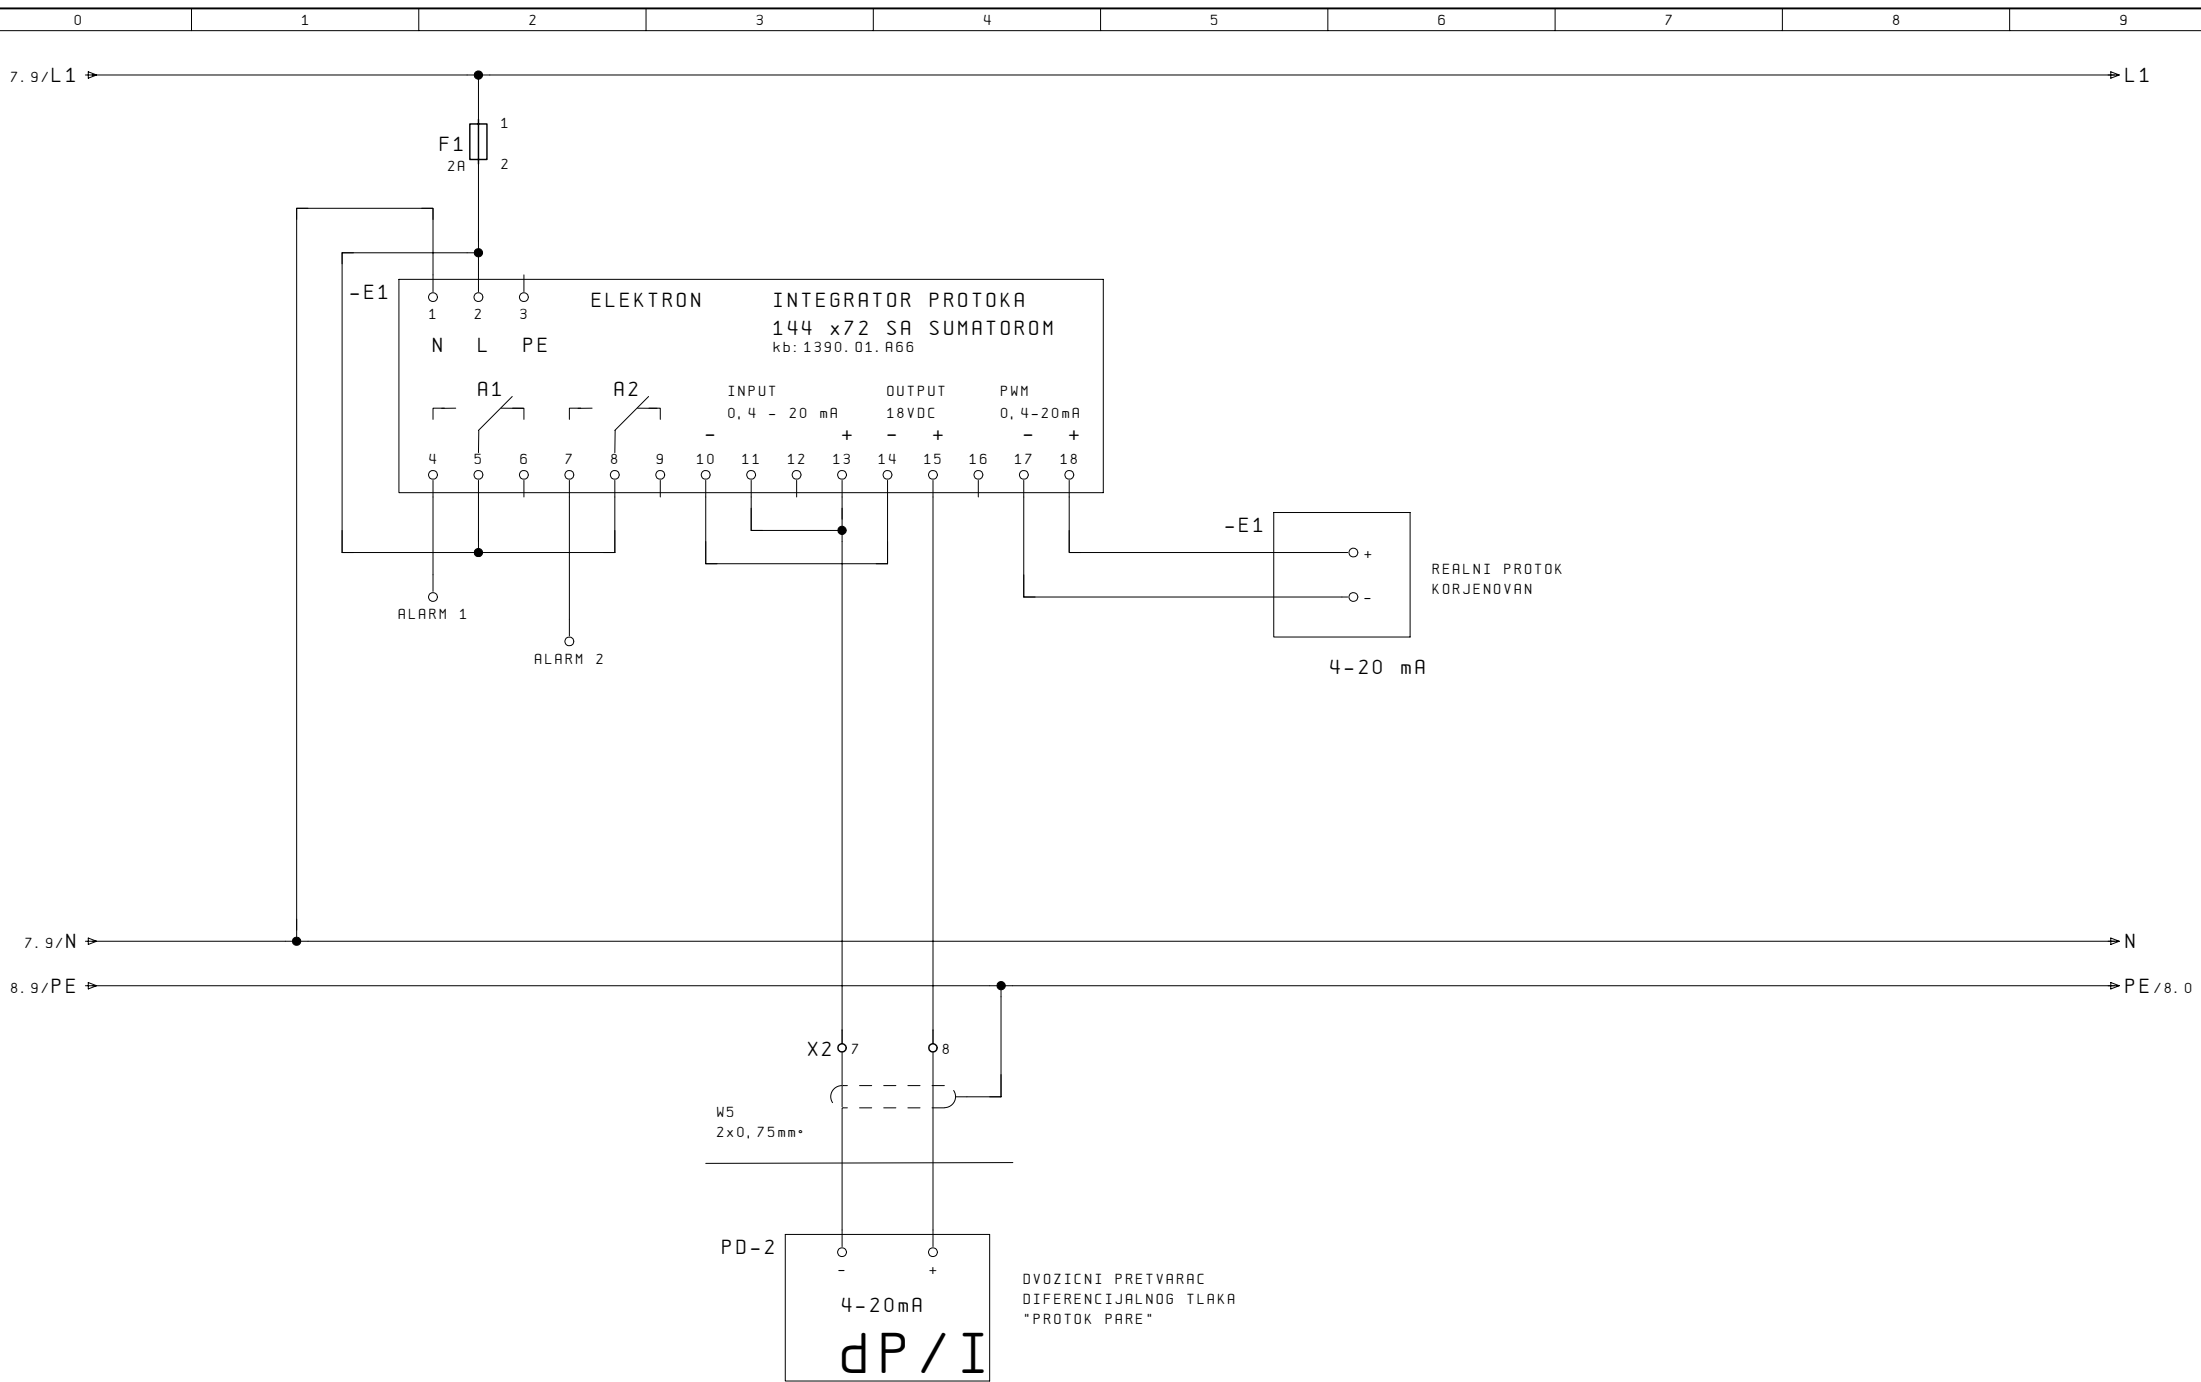 0 1 2 3 4 5 6 7 8 9
7.9/L1 L1
1
F1
2A 2
-E1 ELEKTRON INTEGRATOR PROTOKA
1 2 3 144 x72 SA SUMATOROM
N L PE kb:1390.01.A66
A1 A2 INPUT OUTPUT PWM
0,4 - 20 mA 18VDC 0,4-20mA
- + - + - +
4 5 6 7 8 9 10 11 12 13 14 15 16 17 18
-E1
+
REALNI PROTOK
KORJENOVAN
-
ALARM 1
ALARM 2
4-20 mA
7.9/N N
8.9/PE PE/8.0
X2 7 8
W5
2x0,75mm°
PD-2
- +
4-20mA
dP/I
DVOZICNI PRETVARAC
DIFERENCIJALNOG TLAKA
"PROTOK PARE"